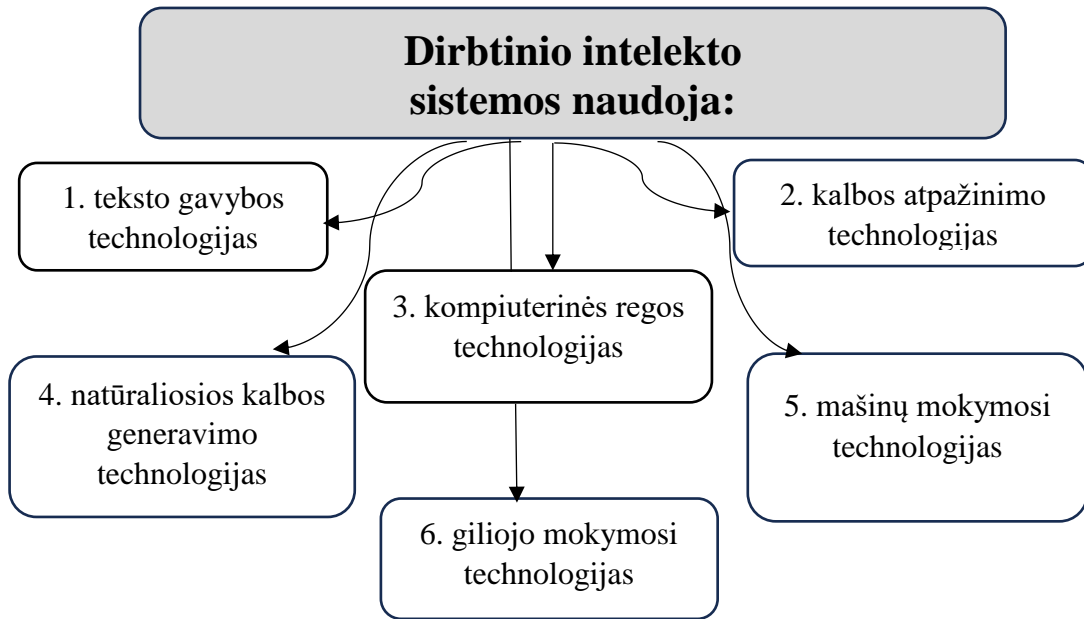 Dirbtinio intelekto
sistemos naudoja:
1. teksto gavybos
technologijas
2. kalbos atpažinimo
technologijas
3. kompiuterinės regos
technologijas
4. natūraliosios kalbos
generavimo
technologijas
5. mašinų mokymosi
technologijas
6. giliojo mokymosi
technologijas